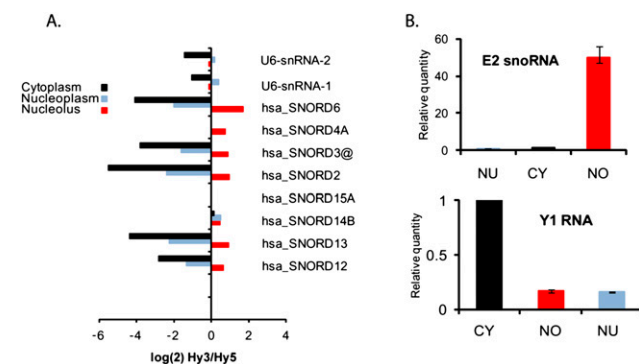 A.
U6-snRNA-2
U6-snRNA-1
hsa_SNORD6
hsa_SNORD4A
hsa_SNORD3@
hsa_SNORD2
hsa_SNORD15A
hsa_SNORD14B
hsa_SNORD13
hsa_SNORD12
Cytoplasm
Nucleoplasm
Nucleolus
-6 -4 -2 0 2 4
log(2) Hy3/Hy5
B.
E2 snoRNA
Relative quantity
60
40
20
0
NU CY NO
Y1 RNA
Relative quantity
1
0.5
0
CY NO NU